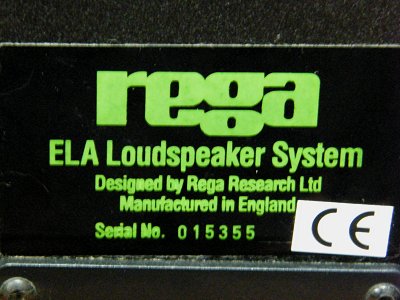 rega
ELA Loudspeaker System
Designed by Rega Research Ltd
Manufactured in England
CE
Serial No. 015355